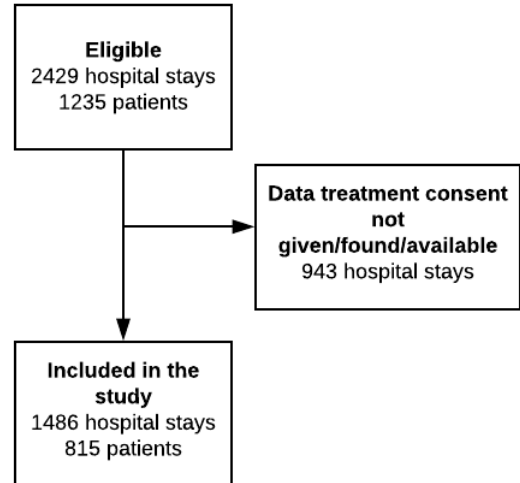 Eligible
2429 hospital stays
1235 patients
Data treatment consent
not
given/found/available
943 hospital stays
Included in the
study
1486 hospital stays
815 patients